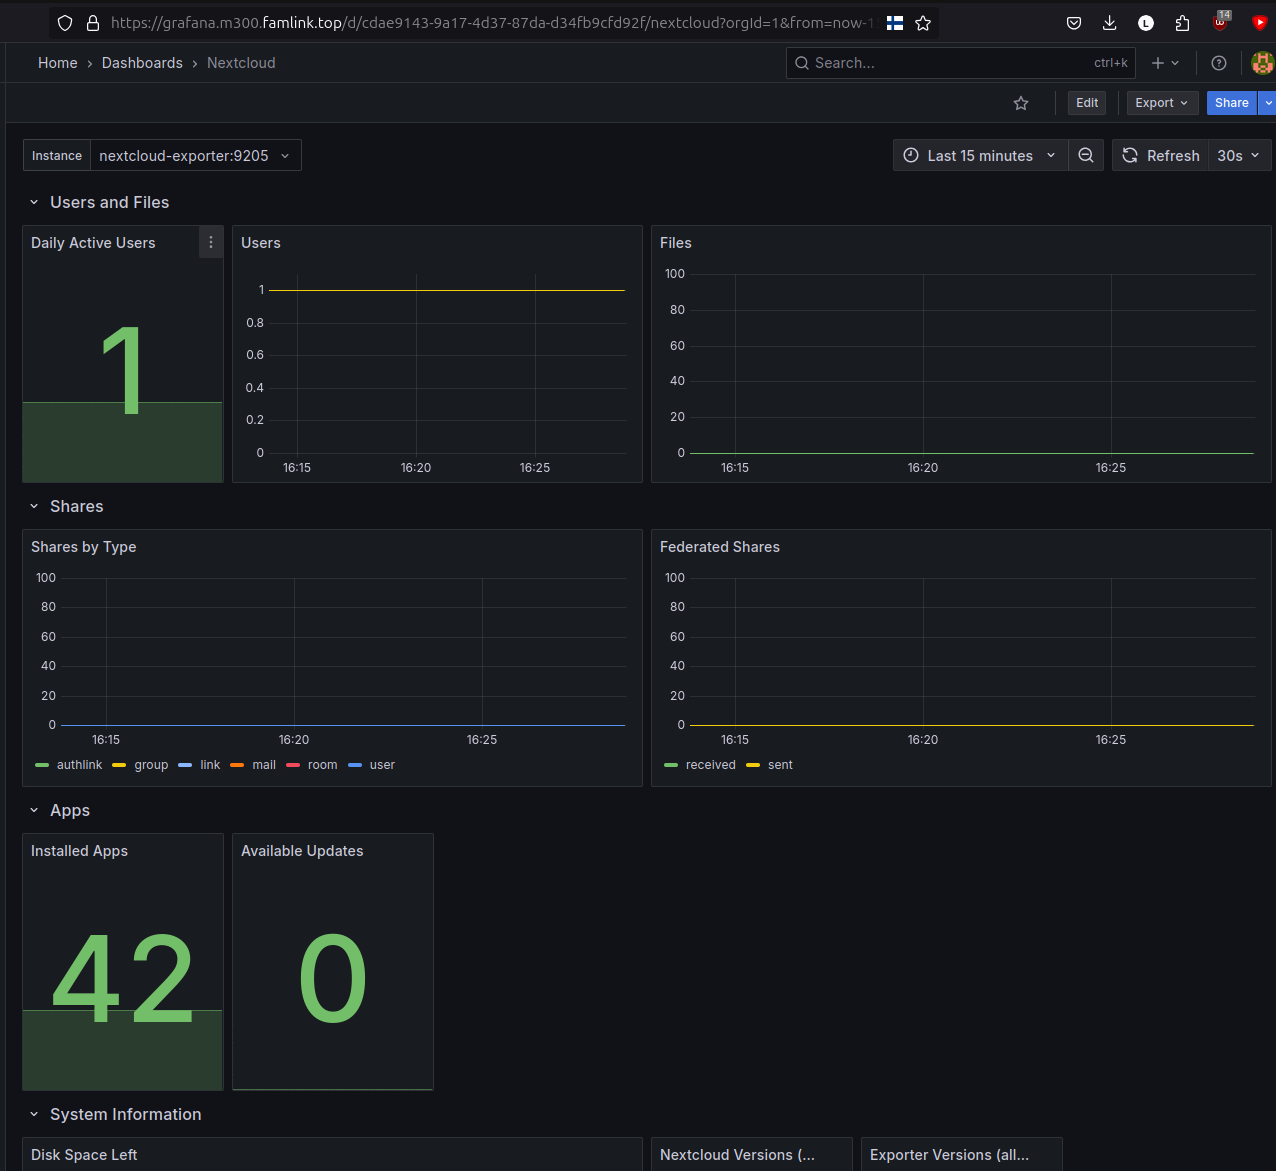 https://grafana.m300.famlink.top/d/cdae9143-9a17-4d37-87da-d34fb9cfd92f/nextcloud?orgId=1&from=now-1
L
14
Home › Dashboards › Nextcloud
Search... ctrl+k
Edit Export Share
Instance nextcloud-exporter:9205
Last 15 minutes Refresh 30s
Users and Files
Daily Active Users
1
Users
1
0.8
0.6
0.4
0.2
0
16:15 16:20 16:25
Files
100
80
60
40
20
0
16:15 16:20 16:25
Shares
Shares by Type
100
80
60
40
20
0
16:15 16:20 16:25
authlink group link mail room user
Federated Shares
100
80
60
40
20
0
16:15 16:20 16:25
received sent
Apps
Installed Apps
42
Available Updates
0
System Information
Disk Space Left
Nextcloud Versions (...
Exporter Versions (all...